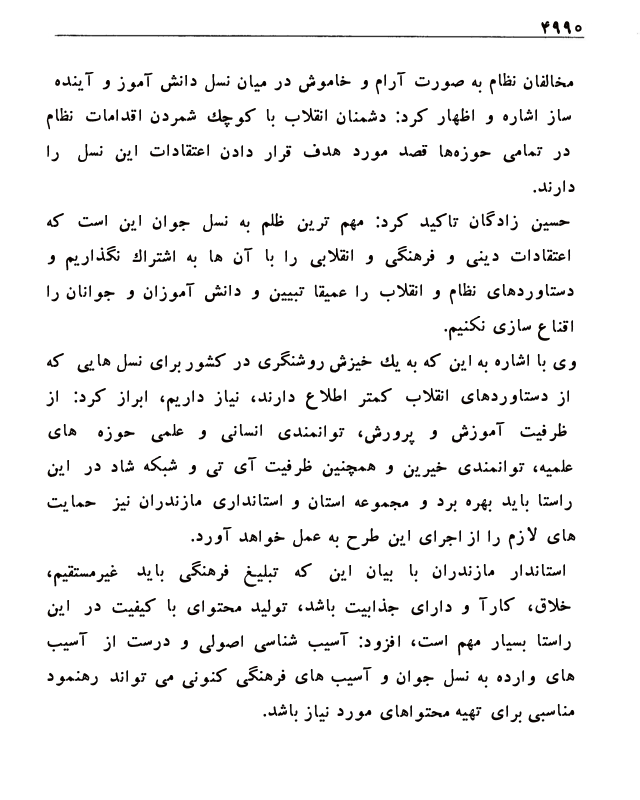 ۴۹۹۰
مخالفان نظام به صورت آرام و خاموش در میان نسل دانش آموز و آینده
ساز اشاره و اظهار کرد: دشمنان انقلاب با کوچك شمردن اقدامات نظام
در تمامی حوزه‌ها قصد مورد هدف قرار دادن اعتقادات این نسل را
دارند.
حسین زادگان تاکید کرد: مهم ترین ظلم به نسل جوان این است که
اعتقادات دینی و فرهنگی و انقلابی را با آن ها به اشتراك نگذاریم و
دستاوردهای نظام و انقلاب را عمیقا تبیین و دانش آموزان و جوانان را
اقناع سازی نکنیم.
وی با اشاره به این که به يك خیزش روشنگری در کشور برای نسل هایی که
از دستاوردهای انقلاب کمتر اطلاع دارند، نیاز داریم، ابراز کرد: از
ظرفیت آموزش و پرورش، توانمندی انسانی و علمی حوزه های
علمیه، توانمندی خیرین و همچنین ظرفیت آی تی و شبکه شاد در این
راستا باید بهره برد و مجموعه استان و استانداری مازندران نیز حمایت
های لازم را از اجرای این طرح به عمل خواهد آورد.
استاندار مازندران با بیان این که تبلیغ فرهنگی باید غیرمستقیم،
خلاق، کارآ و دارای جذابیت باشد، تولید محتوای با کیفیت در این
راستا بسیار مهم است، افزود: آسیب شناسی اصولی و درست از آسیب
های وارده به نسل جوان و آسیب های فرهنگی کنونی می تواند رهنمود
مناسبی برای تهیه محتواهای مورد نیاز باشد.